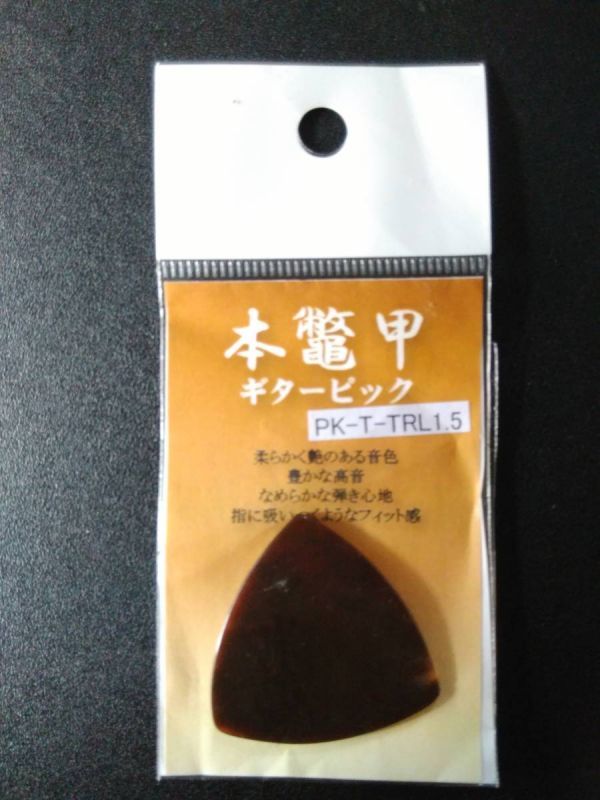 本鼈甲
ギターピック
PK-T-TRL1.5
柔らかく艶のある音色
豊かな高音
なめらかな弾き心地
指に吸いつくようなフィット感